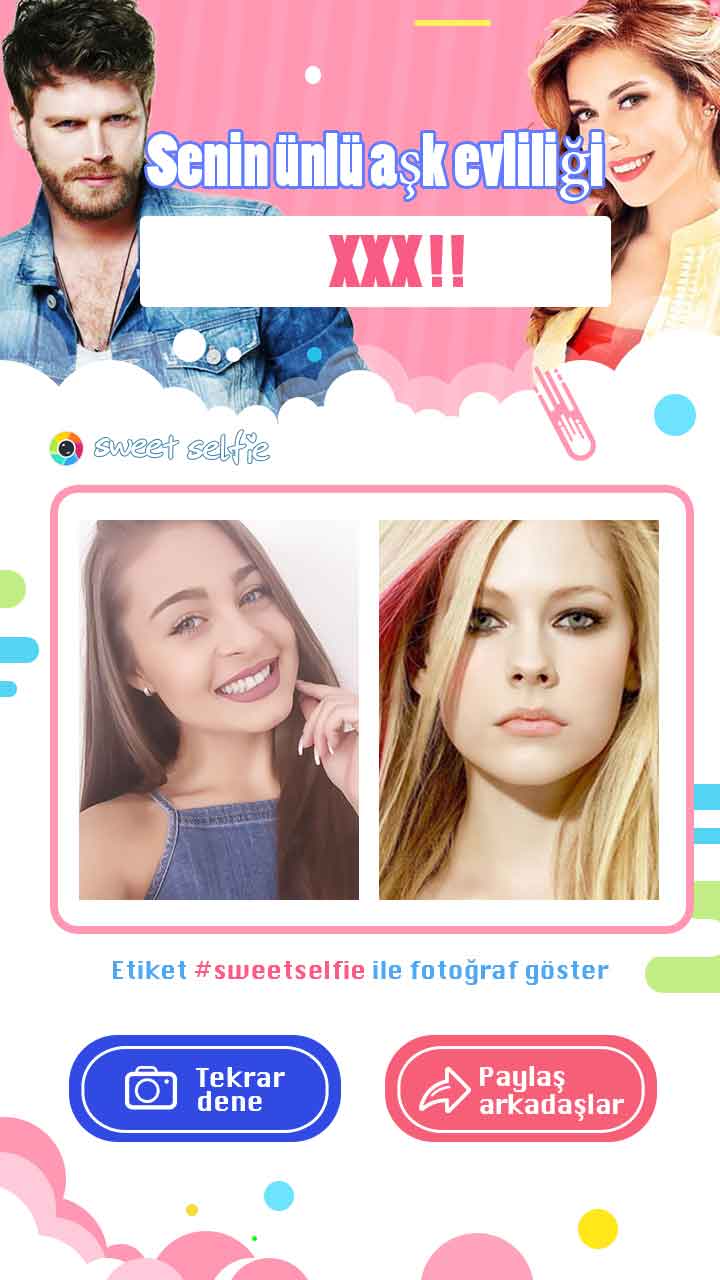 Senin ünlü aşk evliliği
XXX!!
sweet selfie
Etiket #sweetselfie ile fotoğraf göster
Tekrar
dene
Paylaş
arkadaşlar